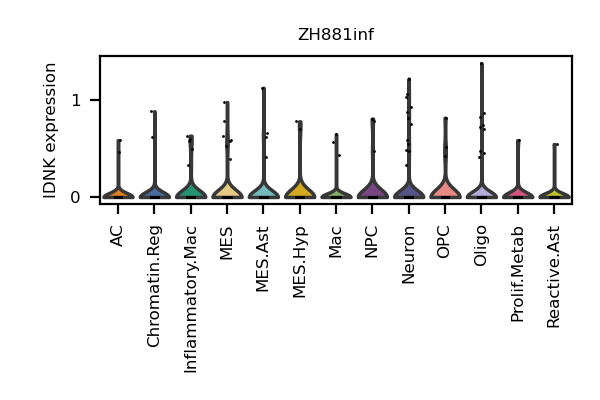 ZH881inf
IDNK expression
1
0
AC
Chromatin.Reg
Inflammatory.Mac
MES
MES.Ast
MES.Hyp
Mac
NPC
Neuron
OPC
Oligo
Prolif.Metab
Reactive.Ast